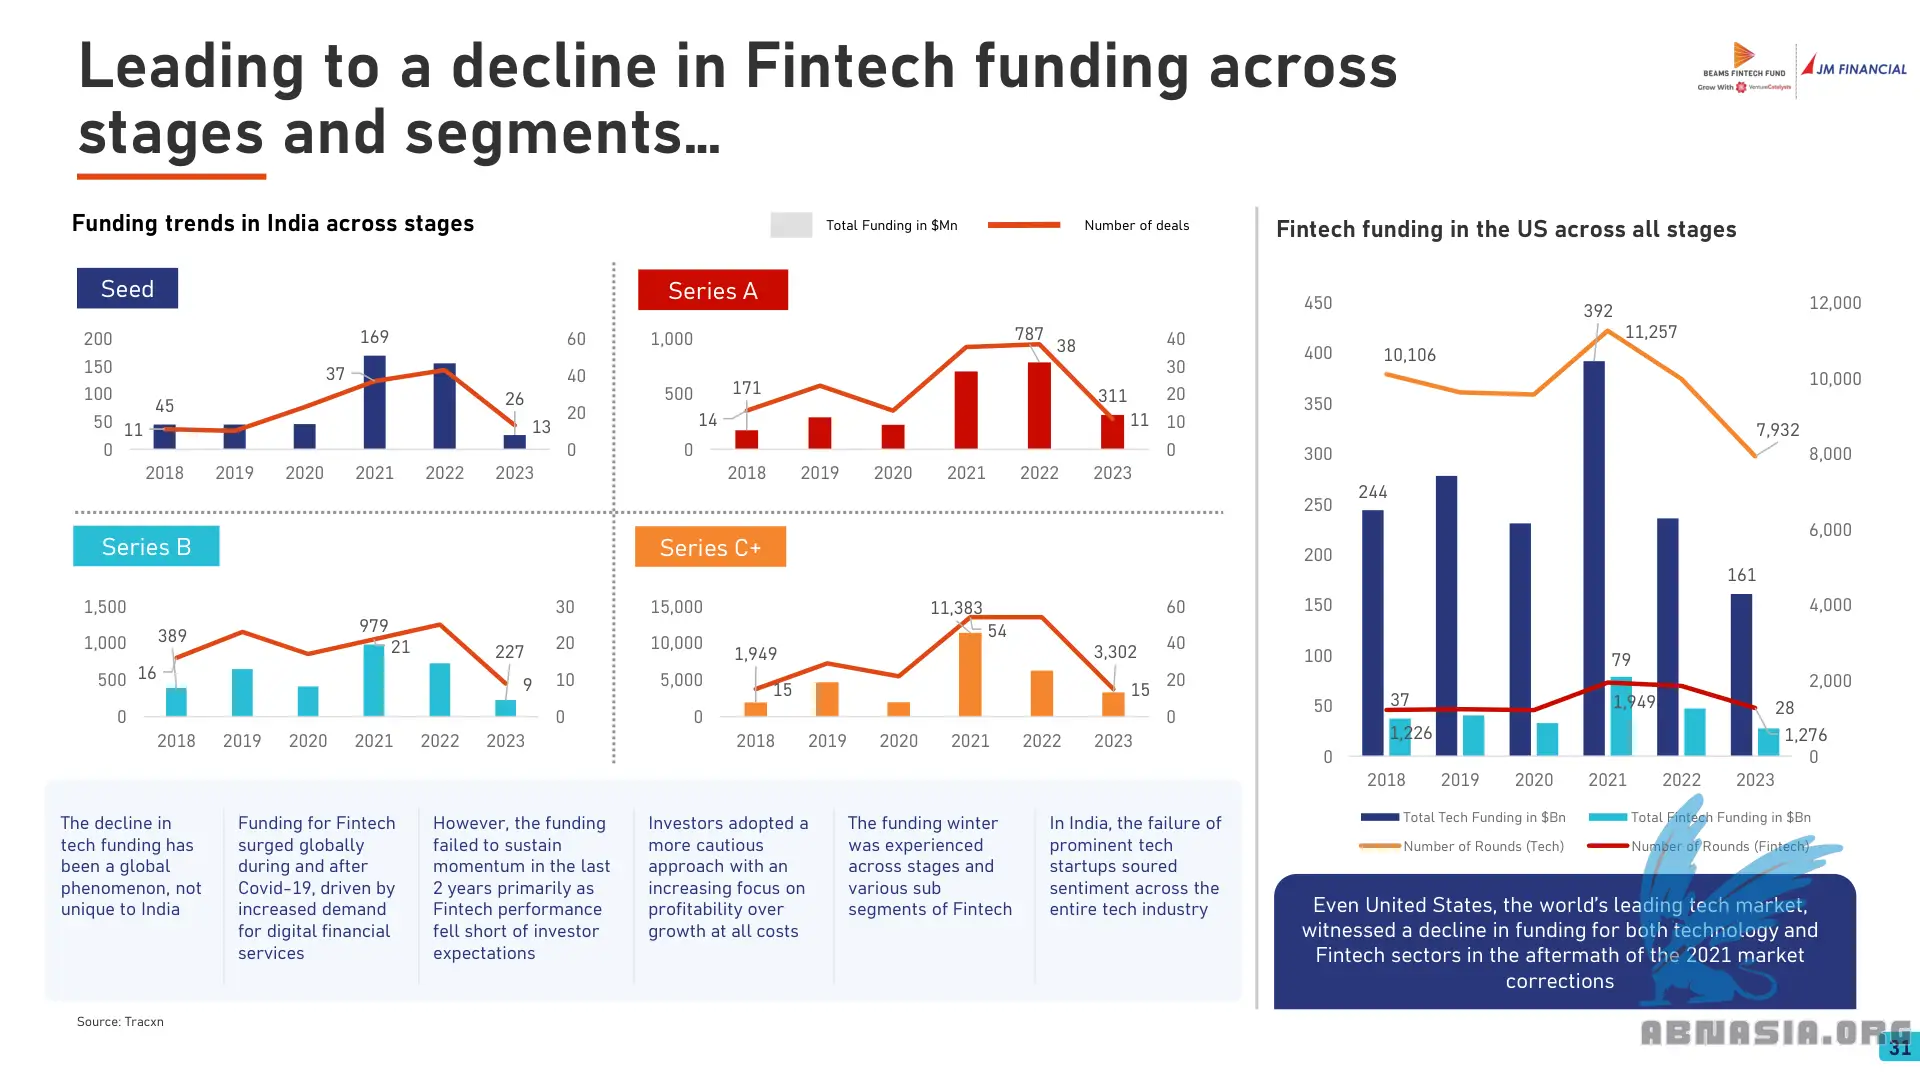 Leading to a decline in Fintech funding across
stages and segments...
BEAMS FINTECH FUND
Grow With VentureCatalysts
JM FINANCIAL
Funding trends in India across stages
Total Funding in $Mn
Number of deals
Seed
200
150
100
50
0
60
40
20
0
45
11
37
169
26
13
2018 2019 2020 2021 2022 2023
Series A
1,000
500
0
40
30
20
10
0
171
14
787
38
311
11
2018 2019 2020 2021 2022 2023
Series B
1,500
1,000
500
0
30
20
10
0
389
16
979
21
227
9
2018 2019 2020 2021 2022 2023
Series C+
15,000
10,000
5,000
0
60
40
20
0
1,949
15
11,383
54
3,302
15
2018 2019 2020 2021 2022 2023
The decline in
tech funding has
been a global
phenomenon, not
unique to India
Funding for Fintech
surged globally
during and after
Covid-19, driven by
increased demand
for digital financial
services
However, the funding
failed to sustain
momentum in the last
2 years primarily as
Fintech performance
fell short of investor
expectations
Investors adopted a
more cautious
approach with an
increasing focus on
profitability over
growth at all costs
The funding winter
was experienced
across stages and
various sub
segments of Fintech
In India, the failure of
prominent tech
startups soured
sentiment across the
entire tech industry
Source: Tracxn
Fintech funding in the US across all stages
450
400
350
300
250
200
150
100
50
0
12,000
10,000
8,000
6,000
4,000
2,000
0
10,106
392
11,257
7,932
244
161
37
1,226
79
1,949
28
1,276
2018 2019 2020 2021 2022 2023
Total Tech Funding in $Bn
Total Fintech Funding in $Bn
Number of Rounds (Tech)
Number of Rounds (Fintech)
Even United States, the world's leading tech market,
witnessed a decline in funding for both technology and
Fintech sectors in the aftermath of the 2021 market
corrections
ABNASIA.ORG
31